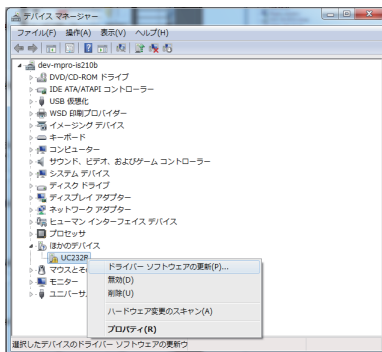 デバイス マネージャー
ファイル(F) 操作(A) 表示(V) ヘルプ(H)
dev-mpro-is210b
DVD/CD-ROM ドライブ
IDE ATA/ATAPI コントローラー
USB 仮想化
WSD 印刷プロバイダー
イメージング デバイス
キーボード
コンピューター
サウンド、ビデオ、およびゲーム コントローラー
システム デバイス
ディスク ドライブ
ディスプレイ アダプター
ネットワーク アダプター
ヒューマン インターフェイス デバイス
プロセッサ
ほかのデバイス
UC232R
ドライバー ソフトウェアの更新(P)...
マウスとそ
無効(D)
モニター
削除(U)
ユニバーサ
ハードウェア変更のスキャン(A)
プロパティ(R)
選択したデバイスのドライバー ソフトウェアの更新ウ